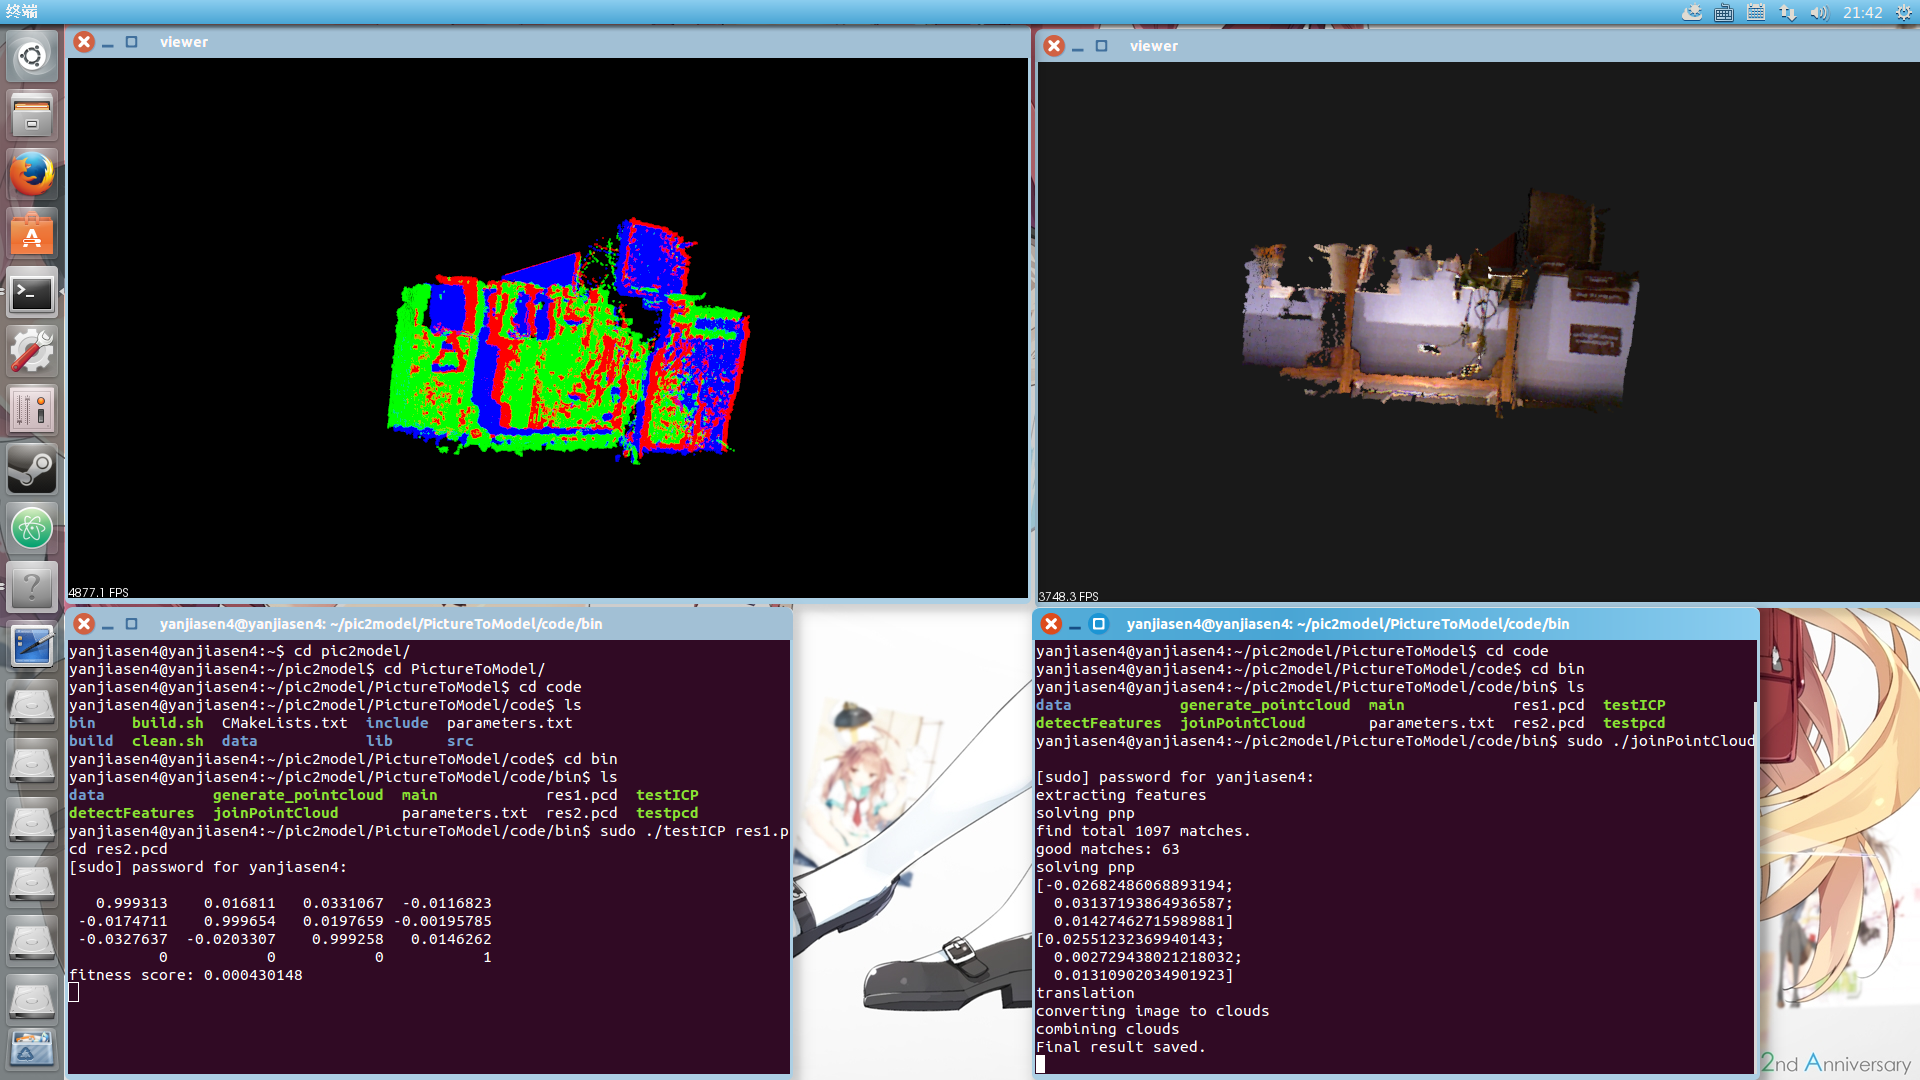 终端
21:42
viewer
4877.1 FPS
viewer
3748.3 FPS
yanjiasen4@yanjiasen4: ~/pic2model/PictureToModel/code/bin
yanjiasen4@yanjiasen4:~$ cd pic2model/
yanjiasen4@yanjiasen4:~/pic2model$ cd PictureToModel/
yanjiasen4@yanjiasen4:~/pic2model/PictureToModel$ cd code
yanjiasen4@yanjiasen4:~/pic2model/PictureToModel/code$ ls
bin build.sh CMakeLists.txt include parameters.txt
build clean.sh data lib src
yanjiasen4@yanjiasen4:~/pic2model/PictureToModel/code$ cd bin
yanjiasen4@yanjiasen4:~/pic2model/PictureToModel/code/bin$ ls
data generate_pointcloud main res1.pcd testICP
detectFeatures joinPointCloud parameters.txt res2.pcd testpcd
yanjiasen4@yanjiasen4:~/pic2model/PictureToModel/code/bin$ sudo ./testICP res1.p
cd res2.pcd
[sudo] password for yanjiasen4:
0.999313 0.016811 0.0331067 -0.0116823
-0.0174711 0.999654 0.0197659 -0.00195785
-0.0327637 -0.0203307 0.999258 0.0146262
0 0 0 1
fitness score: 0.000430148
yanjiasen4@yanjiasen4: ~/pic2model/PictureToModel/code/bin
yanjiasen4@yanjiasen4:~/pic2model/PictureToModel$ cd code
yanjiasen4@yanjiasen4:~/pic2model/PictureToModel/code$ cd bin
yanjiasen4@yanjiasen4:~/pic2model/PictureToModel/code/bin$ ls
data generate_pointcloud main res1.pcd testICP
detectFeatures joinPointCloud parameters.txt res2.pcd testpcd
yanjiasen4@yanjiasen4:~/pic2model/PictureToModel/code/bin$ sudo ./joinPointCloud
[sudo] password for yanjiasen4:
extracting features
solving pnp
find total 1097 matches.
good matches: 63
solving pnp
[-0.02682486068893194;
0.03137193864936587;
0.01427462715989881]
[0.02551232369940143;
0.002729438021218032;
0.01310902034901923]
translation
converting image to clouds
combining clouds
Final result saved.
2nd Anniversary